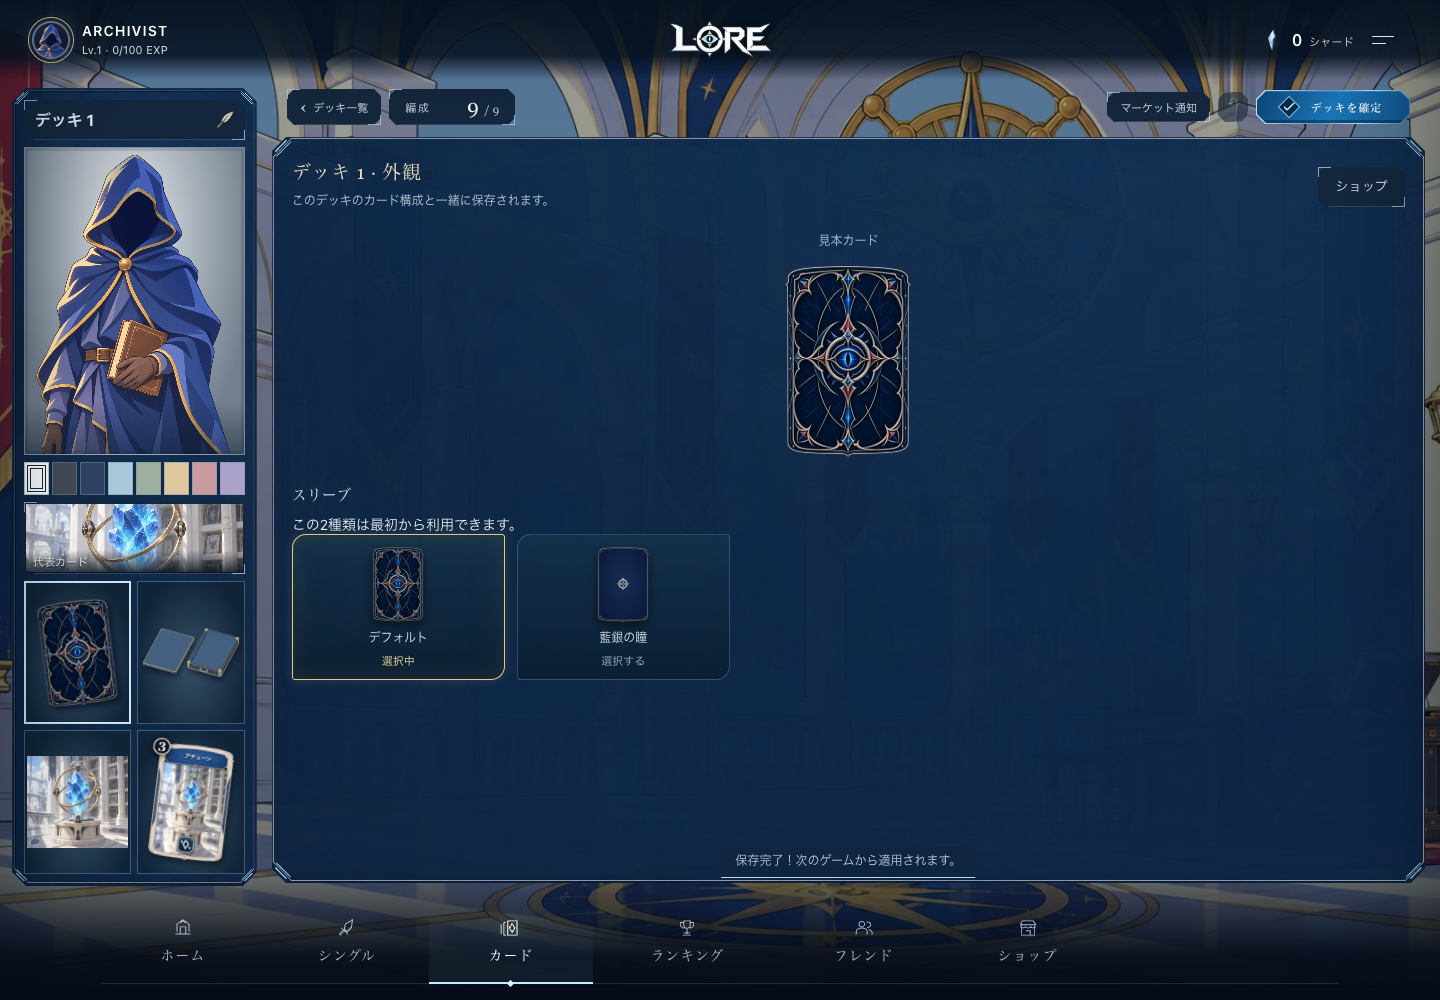 ARCHIVIST
Lv.1 · 0/100 EXP
LORE
0 シャード
デッキ 1
デッキ一覧
編成 9 / 9
マーケット通知
デッキを確定
デッキ 1 · 外観
このデッキのカード構成と一緒に保存されます。
ショップ
見本カード
スリーブ
この2種類は最初から利用できます。
デフォルト
選択中
藍銀の瞳
選択する
代表カード
3
アチューン
保存完了！次のゲームから適用されます。
ホーム
シングル
カード
ランキング
フレンド
ショップ